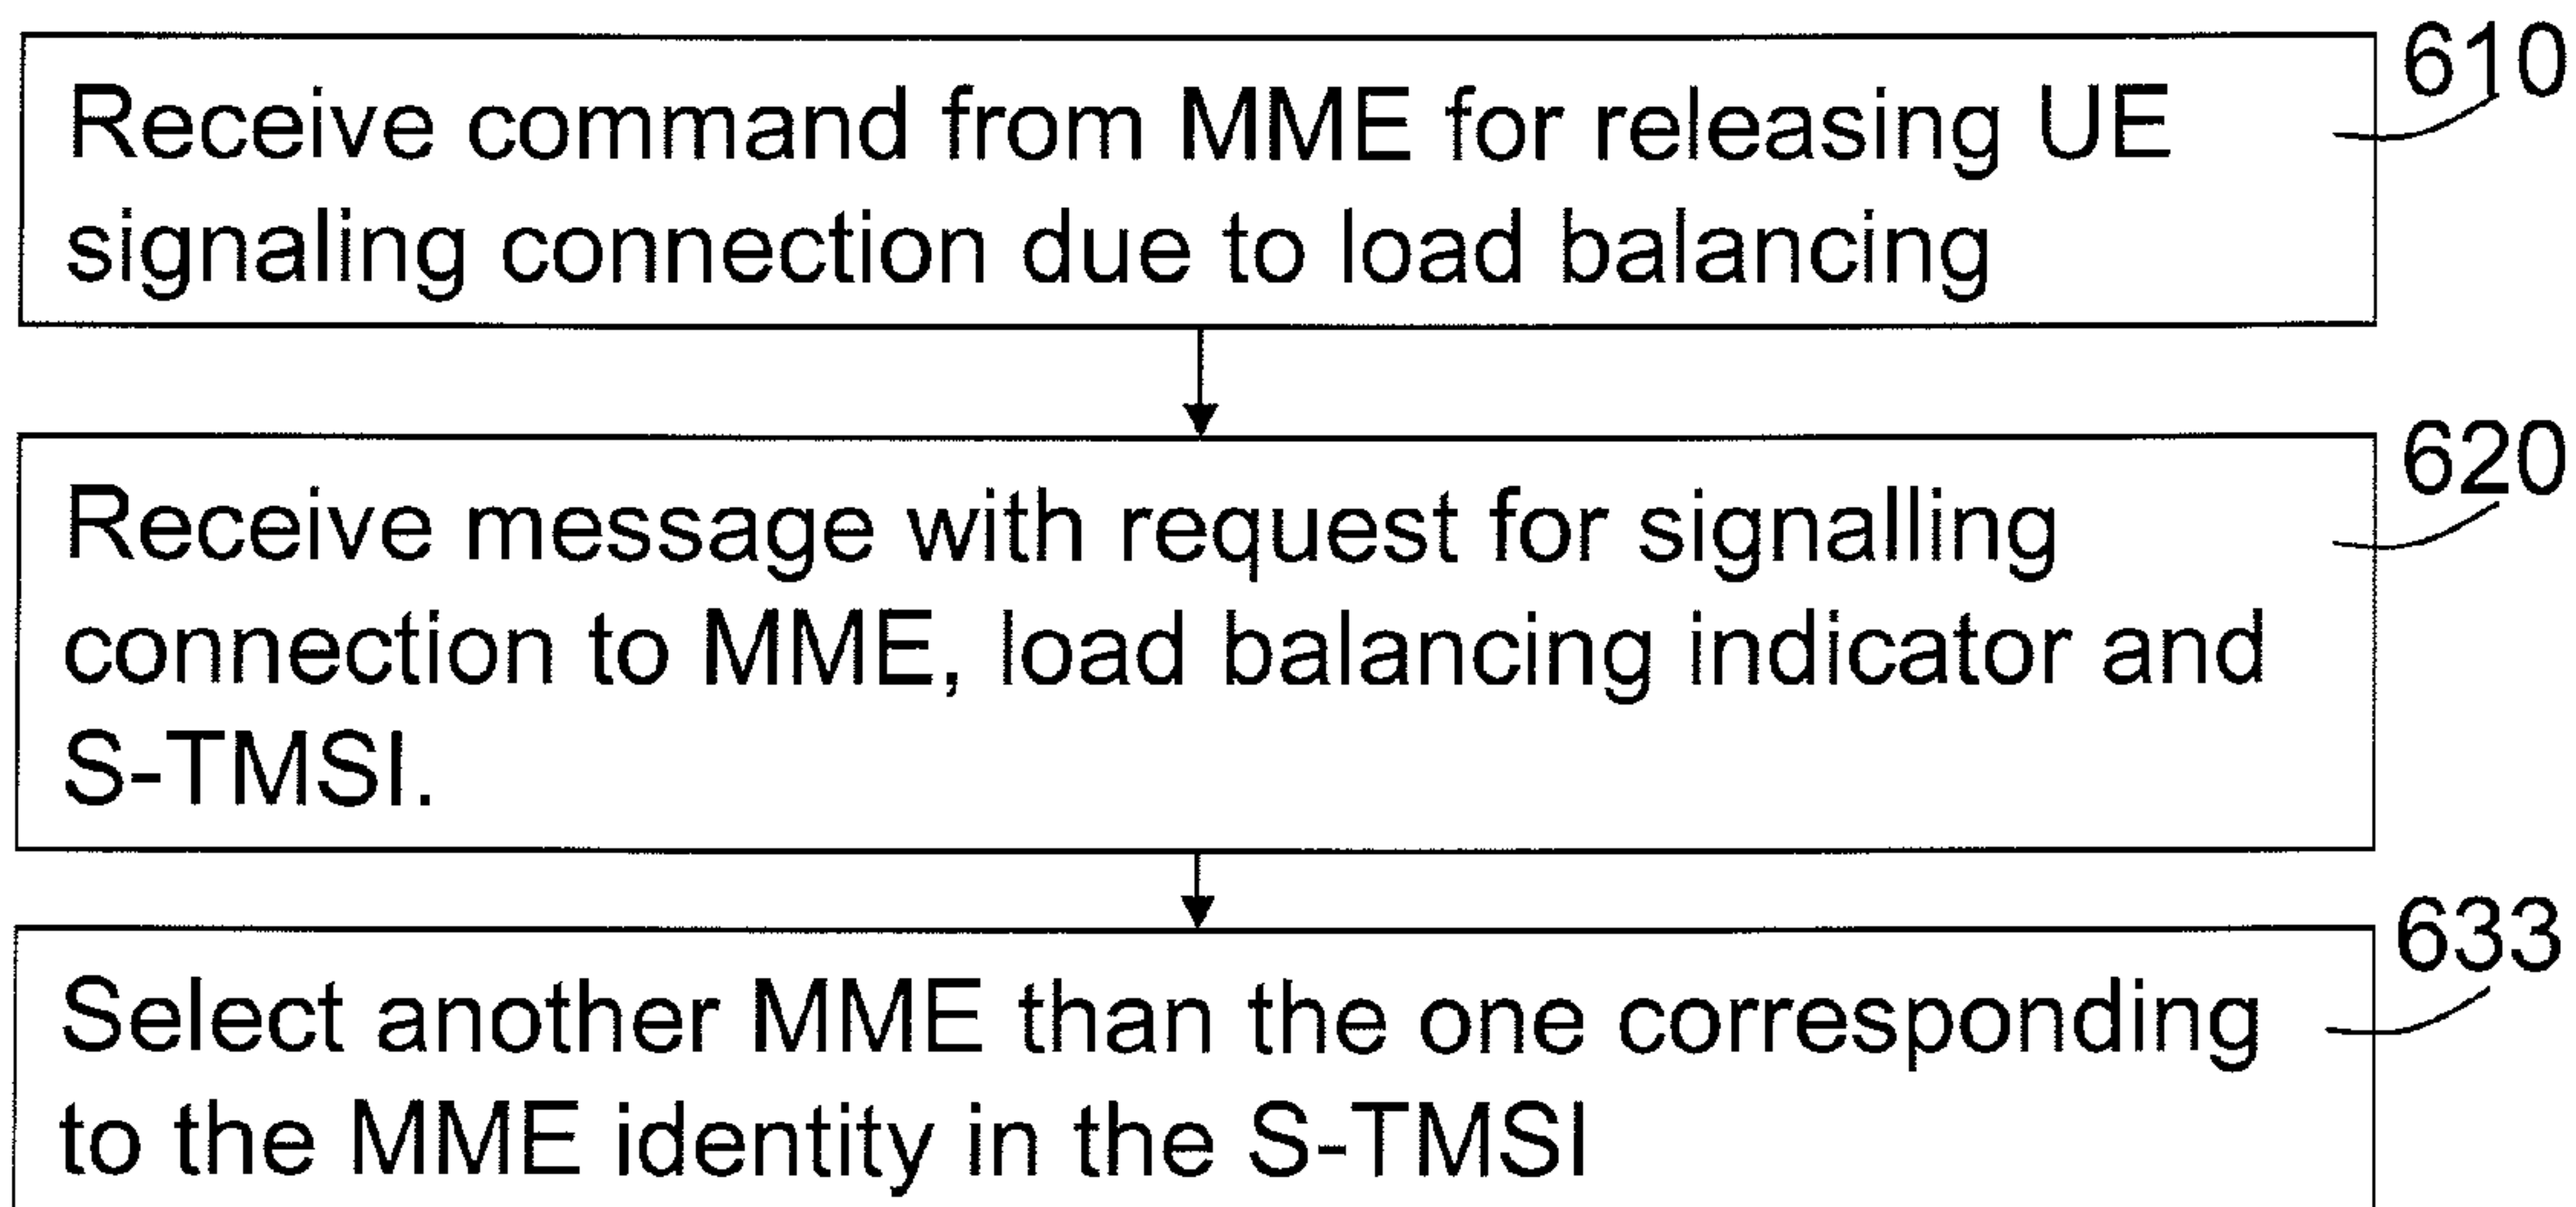 610
Receive command from MME for releasing UE
signaling connection due to load balancing
620
Receive message with request for signalling
connection to MME, load balancing indicator and
S-TMSI.
633
Select another MME than the one corresponding
to the MME identity in the S-TMSI